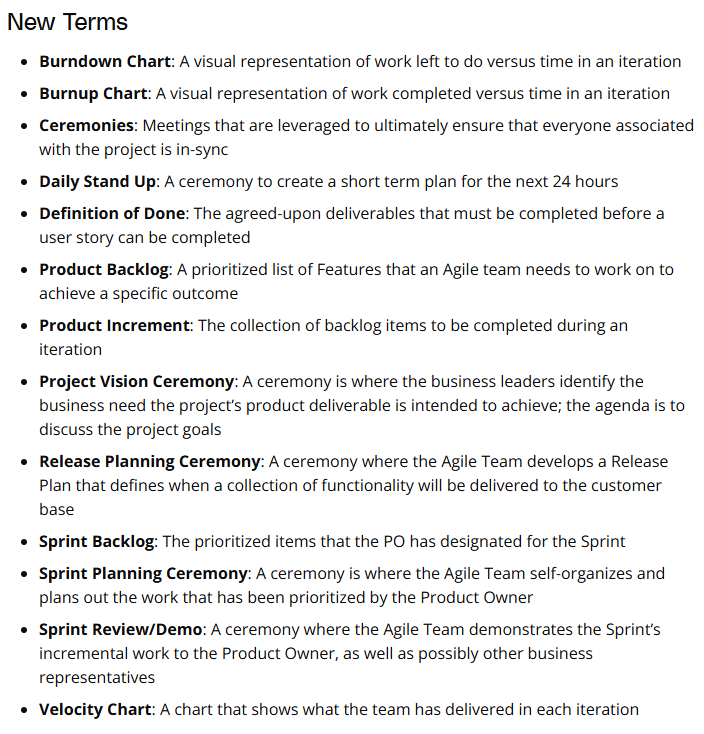 New Terms
• Burndown Chart: A visual representation of work left to do versus time in an iteration
• Burnup Chart: A visual representation of work completed versus time in an iteration
• Ceremonies: Meetings that are leveraged to ultimately ensure that everyone associated
with the project is in-sync
• Daily Stand Up: A ceremony to create a short term plan for the next 24 hours
• Definition of Done: The agreed-upon deliverables that must be completed before a
user story can be completed
• Product Backlog: A prioritized list of Features that an Agile team needs to work on to
achieve a specific outcome
• Product Increment: The collection of backlog items to be completed during an
iteration
• Project Vision Ceremony: A ceremony is where the business leaders identify the
business need the project’s product deliverable is intended to achieve; the agenda is to
discuss the project goals
• Release Planning Ceremony: A ceremony where the Agile Team develops a Release
Plan that defines when a collection of functionality will be delivered to the customer
base
• Sprint Backlog: The prioritized items that the PO has designated for the Sprint
• Sprint Planning Ceremony: A ceremony is where the Agile Team self-organizes and
plans out the work that has been prioritized by the Product Owner
• Sprint Review/Demo: A ceremony where the Agile Team demonstrates the Sprint’s
incremental work to the Product Owner, as well as possibly other business
representatives
• Velocity Chart: A chart that shows what the team has delivered in each iteration